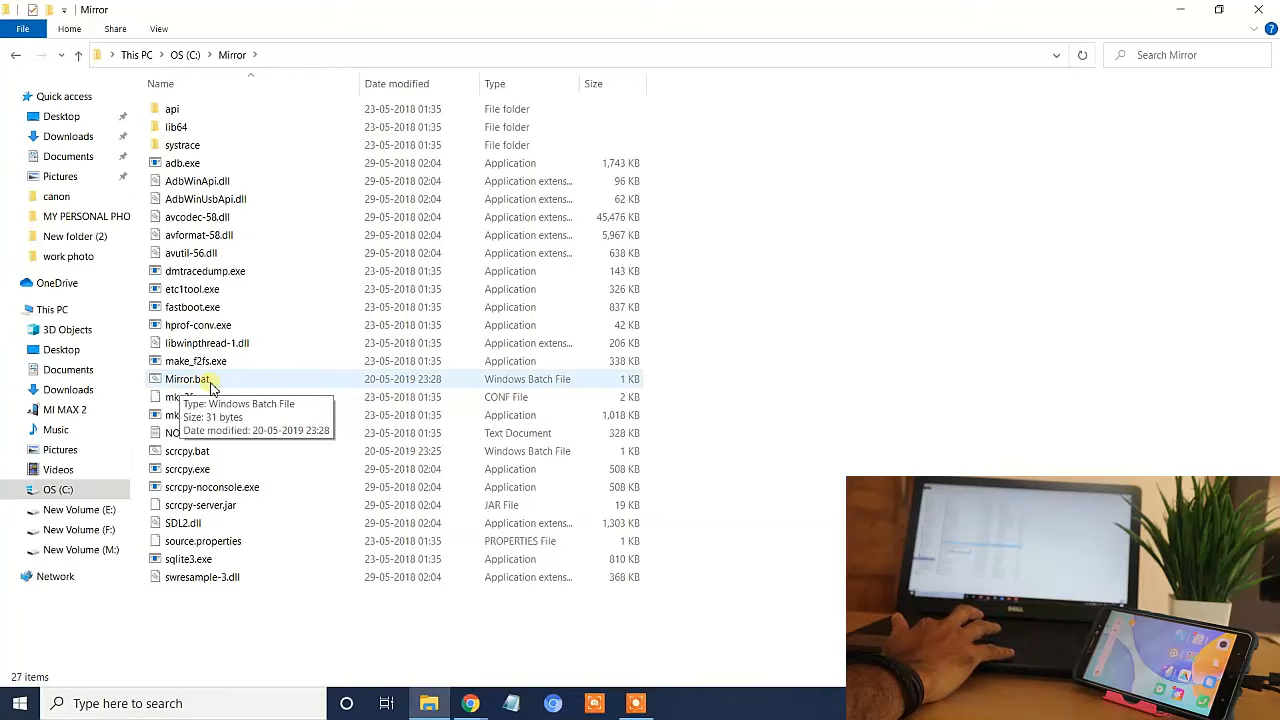 Mirror
File Home Share View
This PC OS (C:) Mirror Search Mirror
Name Date modified Type Size
Quick access
Desktop
Downloads
Documents
Pictures
canon
MY PERSONAL PHO
New folder (2)
work photo
OneDrive
This PC
3D Objects
Desktop
Documents
Downloads
MI MAX 2
Music
Pictures
Videos
OS (C:)
New Volume (E:)
New Volume (F:)
New Volume (M:)
Network
api 23-05-2018 01:35 File folder
lib64 23-05-2018 01:35 File folder
systrace 23-05-2018 01:35 File folder
adb.exe 29-05-2018 02:04 Application 1,743 KB
AdbWinApi.dll 29-05-2018 02:04 Application extens... 96 KB
AdbWinUsbApi.dll 29-05-2018 02:04 Application extens... 62 KB
avcodec-58.dll 29-05-2018 02:04 Application extens... 45,476 KB
avformat-58.dll 29-05-2018 02:04 Application extens... 5,967 KB
avutil-56.dll 29-05-2018 02:04 Application extens... 638 KB
dmtracedump.exe 23-05-2018 01:35 Application 143 KB
etc1tool.exe 23-05-2018 01:35 Application 326 KB
fastboot.exe 23-05-2018 01:35 Application 837 KB
hprof-conv.exe 23-05-2018 01:35 Application 42 KB
libwinpthread-1.dll 23-05-2018 01:35 Application extens... 206 KB
make_f2fs.exe 23-05-2018 01:35 Application 338 KB
Mirror.bat 20-05-2019 23:28 Windows Batch File 1 KB
23-05-2018 01:35 CONF File 2 KB
mk 23-05-2018 01:35 Application 1,018 KB
NO 23-05-2018 01:35 Text Document 328 KB
Type: Windows Batch File
Size: 31 bytes
Date modified: 20-05-2019 23:28
scrcpy.bat 20-05-2019 23:25 Windows Batch File 1 KB
scrcpy.exe 29-05-2018 02:04 Application 508 KB
scrcpy-noconsole.exe 29-05-2018 02:04 Application 508 KB
scrcpy-server.jar 29-05-2018 02:04 JAR File 19 KB
SDL2.dll 29-05-2018 02:04 Application extens... 1,303 KB
source.properties 23-05-2018 01:35 PROPERTIES File 1 KB
sqlite3.exe 23-05-2018 01:35 Application 810 KB
swresample-3.dll 29-05-2018 02:04 Application extens... 368 KB
27 items
Type here to search
DELL